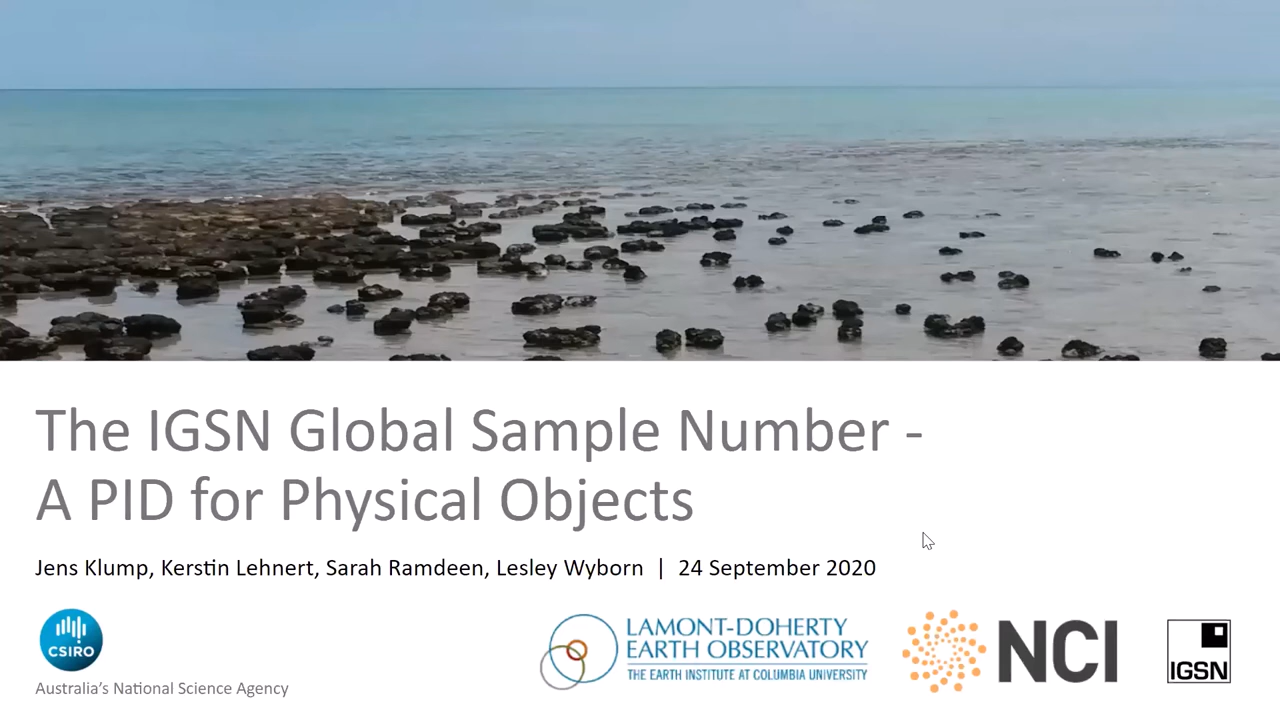 The IGSN Global Sample Number -
A PID for Physical Objects
Jens Klump, Kerstin Lehnert, Sarah Ramdeen, Lesley Wyborn | 24 September 2020
CSIRO
Australia's National Science Agency
LAMONT-DOHERTY
EARTH OBSERVATORY
THE EARTH INSTITUTE AT COLUMBIA UNIVERSITY
NCI
IGSN